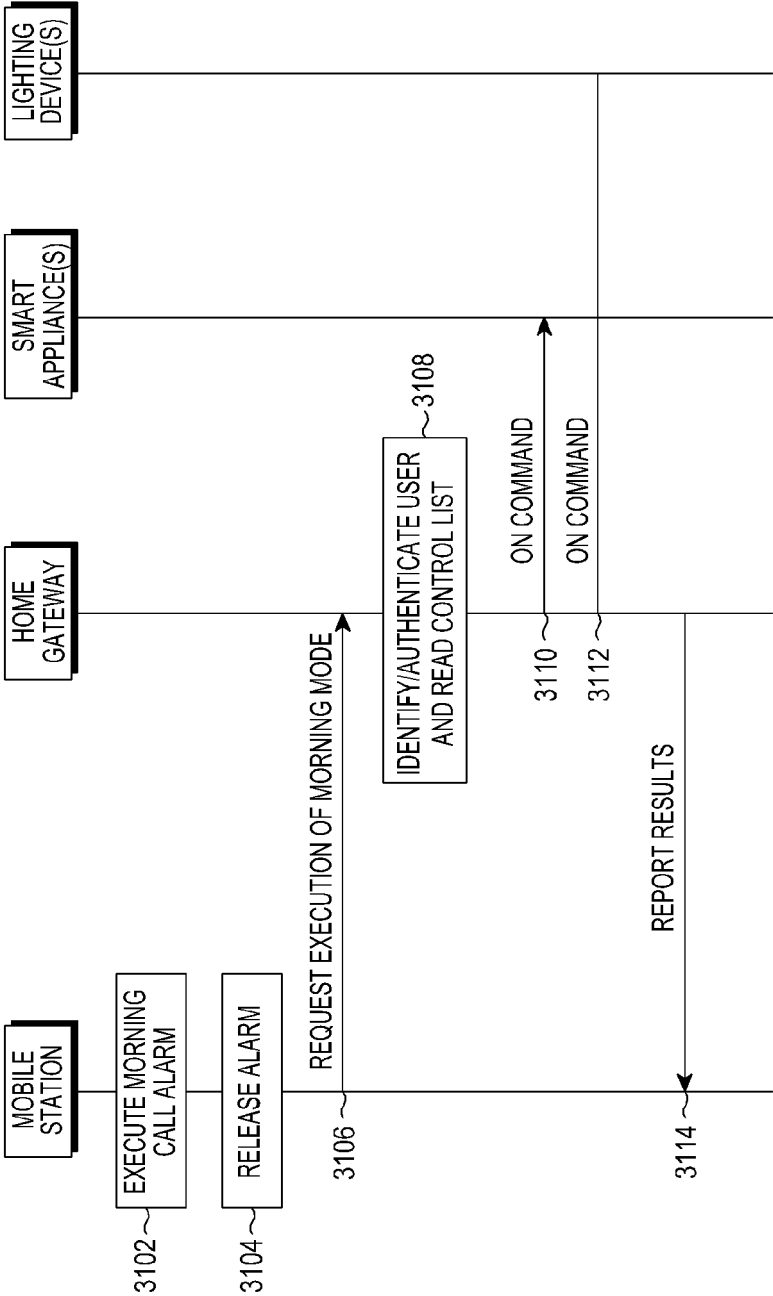 MOBILE
STATION
HOME
GATEWAY
SMART
APPLIANCE(S)
LIGHTING
DEVICE(S)
3102
EXECUTE MORNING
CALL ALARM
3104
RELEASE ALARM
3106
REQUEST EXECUTION OF MORNING MODE
IDENTIFY/AUTHENTICATE USER
AND READ CONTROL LIST
3108
3110
ON COMMAND
3112
ON COMMAND
3114
REPORT RESULTS